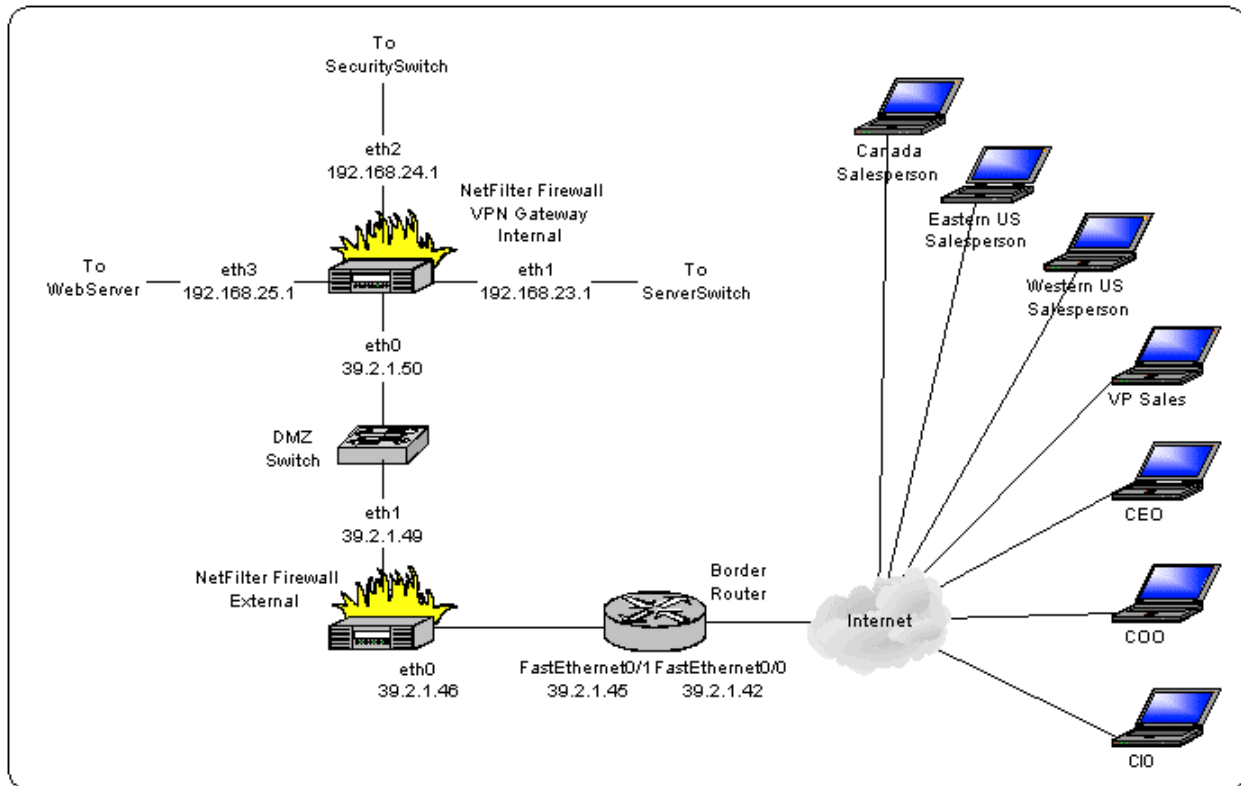 To
SecuritySwitch
eth2
192.168.24.1
NetFilter Firewall
VPN Gateway
Internal
To
WebServer
eth3
192.168.25.1
eth1
192.168.23.1
To
ServerSwitch
eth0
39.2.1.50
DMZ
Switch
eth1
39.2.1.49
NetFilter Firewall
External
eth0
39.2.1.46
Border
Router
FastEthernet0/1
39.2.1.45
FastEthernet0/0
39.2.1.42
Internet
Canada
Salesperson
Eastern US
Salesperson
Western US
Salesperson
VP Sales
CEO
COO
CIO